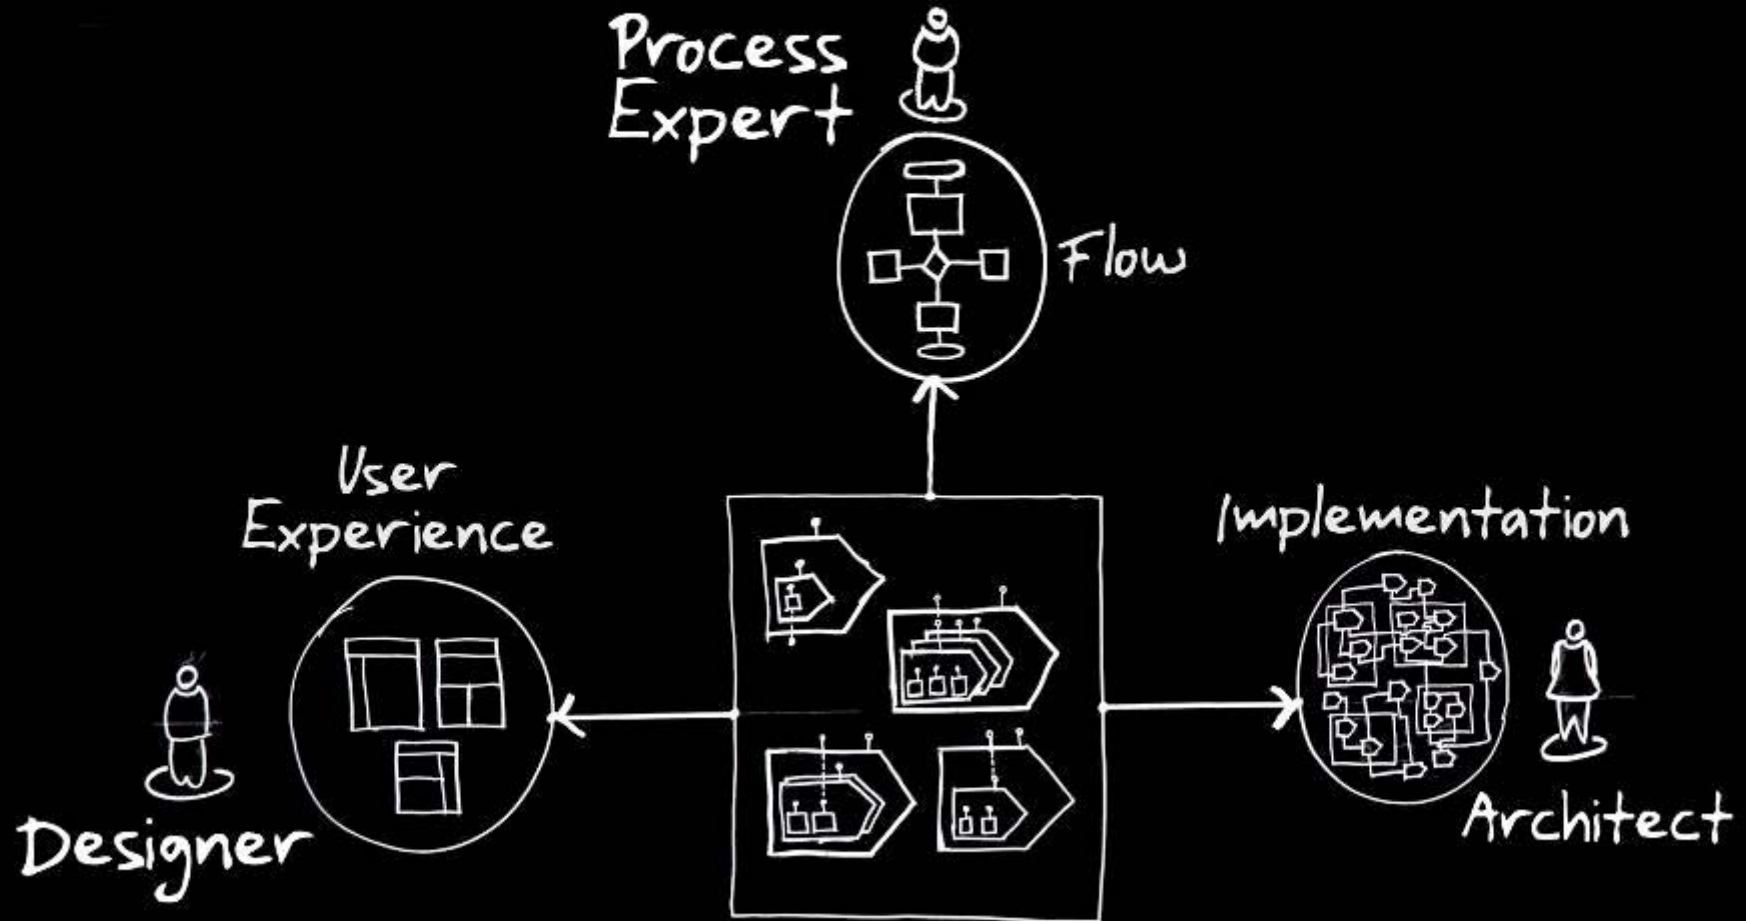 Process
Expert
Flow
User
Experience
Implementation
Designer
Architect